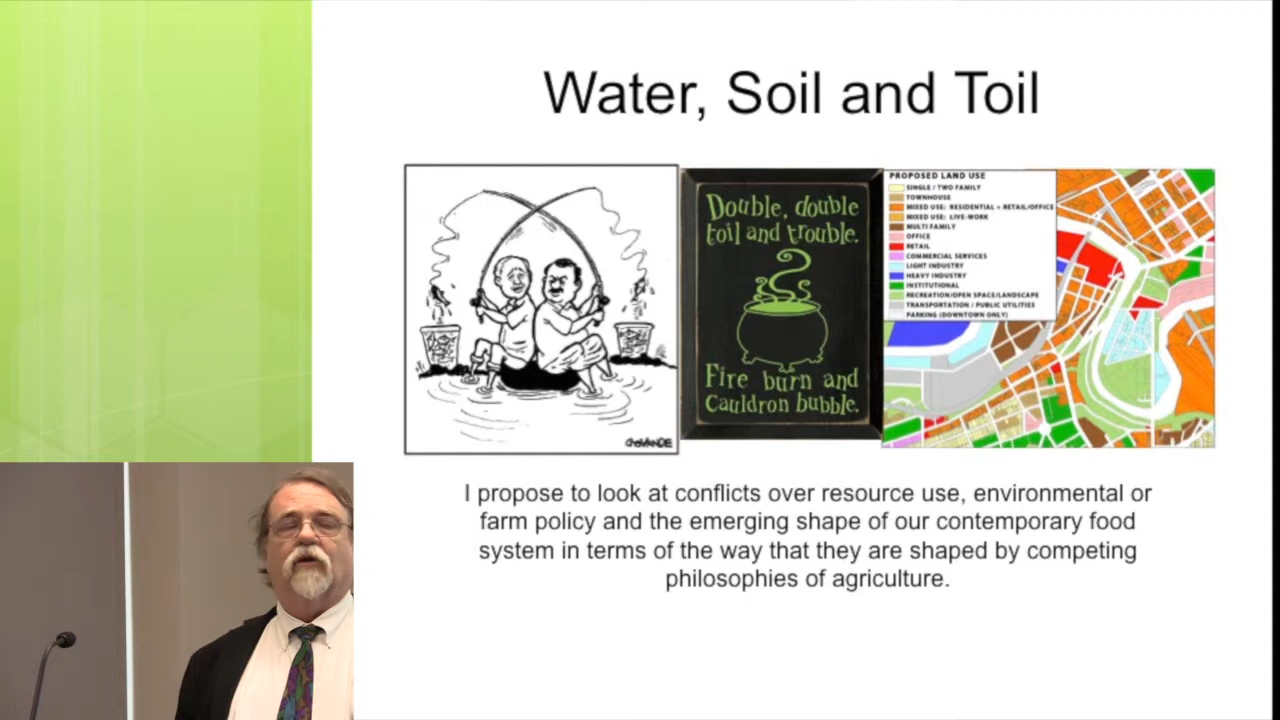 Water, Soil and Toil
Double, double
toil and trouble.
Fire burn and
Cauldron bubble.
PROPOSED LAND USE
SINGLE / TWO FAMILY
TOWNHOUSE
MIXED USE: RESIDENTIAL + RETAIL/OFFICE
MIXED USE: LIVE-WORK
MULTI FAMILY
OFFICE
RETAIL
COMMERCIAL SERVICES
LIGHT INDUSTRY
HEAVY INDUSTRY
INSTITUTIONAL
RECREATION/OPEN SPACE/LANDSCAPE
TRANSPORTATION / PUBLIC UTILITIES
PARKING (DOWNTOWN ONLY)
I propose to look at conflicts over resource use, environmental or
farm policy and the emerging shape of our contemporary food
system in terms of the way that they are shaped by competing
philosophies of agriculture.